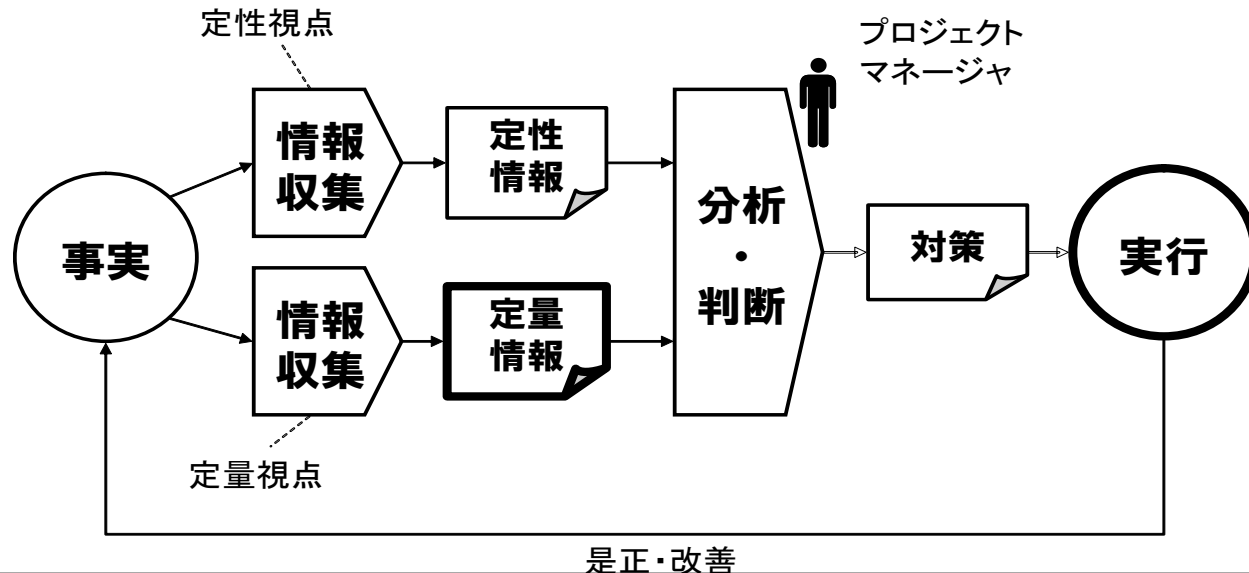 定性視点
プロジェクト
マネージャ
情報
収集
定性
情報
事実
分析
・
判断
対策
実行
情報
収集
定量
情報
定量視点
是正・改善